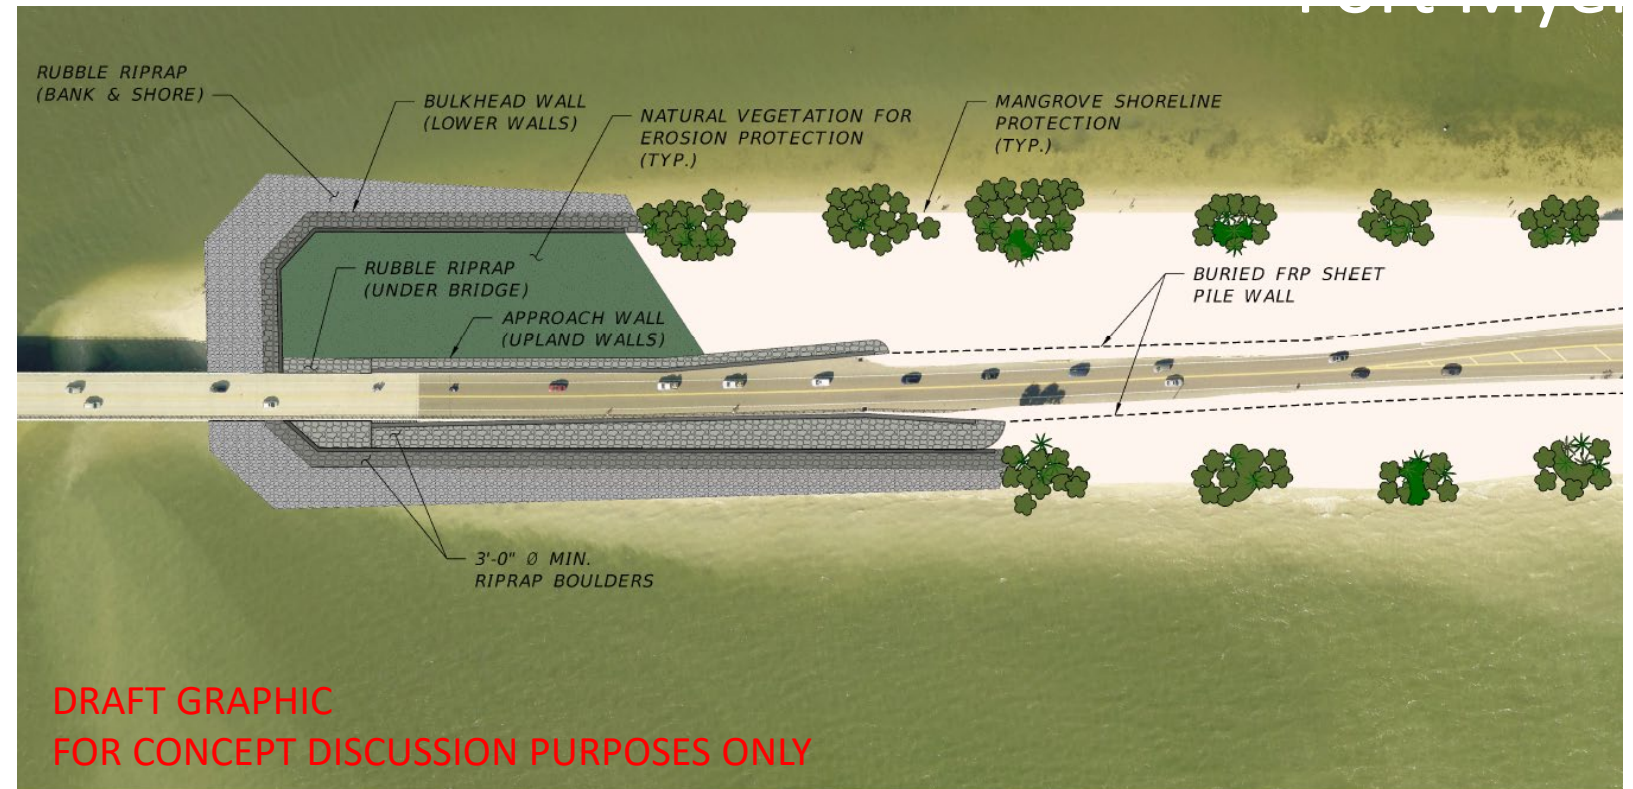 RUBBLE RIPRAP
(BANK & SHORE)
BULKHEAD WALL
(LOWER WALLS)
NATURAL VEGETATION FOR
EROSION PROTECTION
(TYP.)
MANGROVE SHORELINE
PROTECTION
(TYP.)
RUBBLE RIPRAP
(UNDER BRIDGE)
APPROACH WALL
(UPLAND WALLS)
BURIED FRP SHEET
PILE WALL
3'-0" Ø MIN.
RIPRAP BOULDERS
DRAFT GRAPHIC
FOR CONCEPT DISCUSSION PURPOSES ONLY